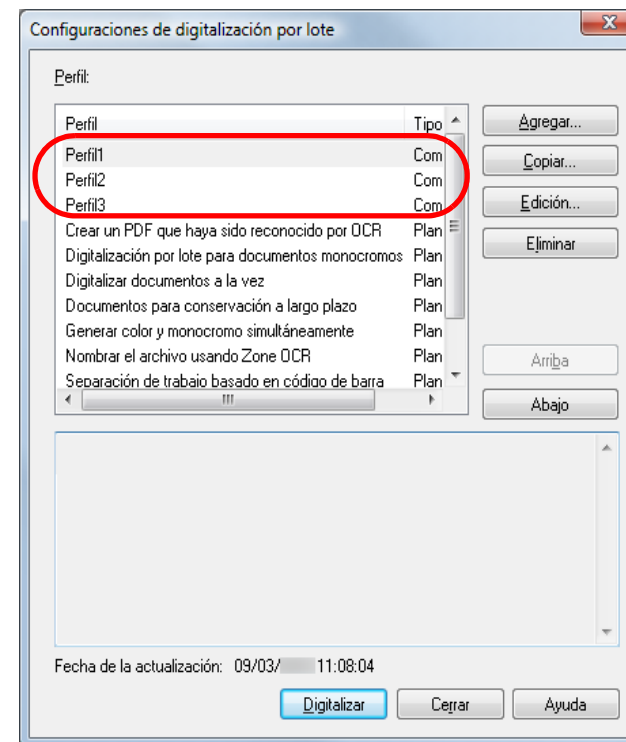 Configuraciones de digitalización por lote
Perfil:
Perfil Tipo
Perfil1 Com
Perfil2 Com
Perfil3 Com
Crear un PDF que haya sido reconocido por OCR Plan
Digitalización por lote para documentos monocromos Plan
Digitalizar documentos a la vez Plan
Documentos para conservación a largo plazo Plan
Generar color y monocromo simultáneamente Plan
Nombrar el archivo usando Zone OCR Plan
Separación de trabajo basado en código de barra Plan
Agregar...
Copiar...
Edición...
Eliminar
Arriba
Abajo
Fecha de la actualización: 09/03/ 11:08:04
Digitalizar Cerrar Ayuda